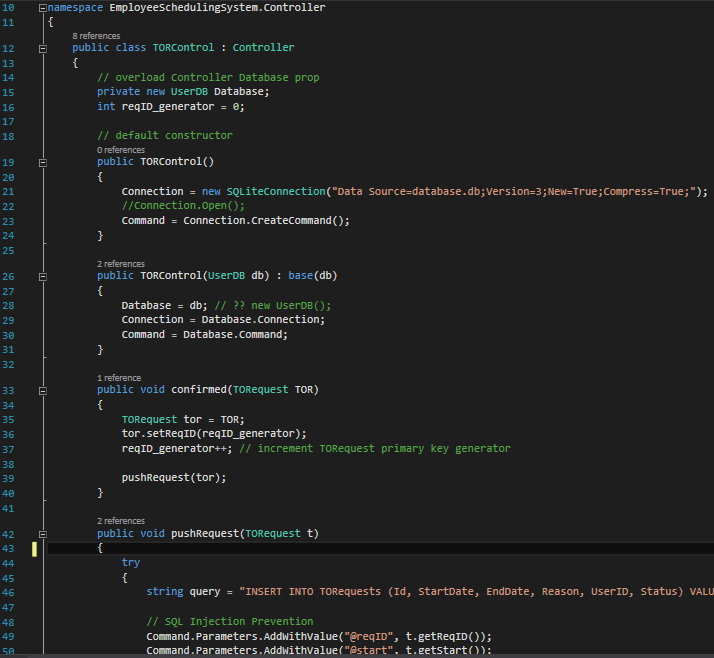 10 namespace EmployeeSchedulingSystem.Controller
11 {
8 references
12 public class TORControl : Controller
13 {
14 // overload Controller Database prop
15 private new UserDB Database;
16 int reqID_generator = 0;
17
18 // default constructor
0 references
19 public TORControl()
20 {
21 Connection = new SQLiteConnection("Data Source=database.db;Version=3;New=True;Compress=True;");
22 //Connection.Open();
23 Command = Connection.CreateCommand();
24 }
25
2 references
26 public TORControl(UserDB db) : base(db)
27 {
28 Database = db; // ?? new UserDB();
29 Connection = Database.Connection;
30 Command = Database.Command;
31 }
32
1 reference
33 public void confirmed(TORequest TOR)
34 {
35 TORequest tor = TOR;
36 tor.setReqID(reqID_generator);
37 reqID_generator++; // increment TORequest primary key generator
38
39 pushRequest(tor);
40 }
41
2 references
42 public void pushRequest(TORequest t)
43 {
44 try
45 {
46 string query = "INSERT INTO TORequests (Id, StartDate, EndDate, Reason, UserID, Status) VALU
47
48 // SQL Injection Prevention
49 Command.Parameters.AddWithValue("@reqID", t.getReqID());
50 Command.Parameters.AddWithValue("@start", t.getStart());